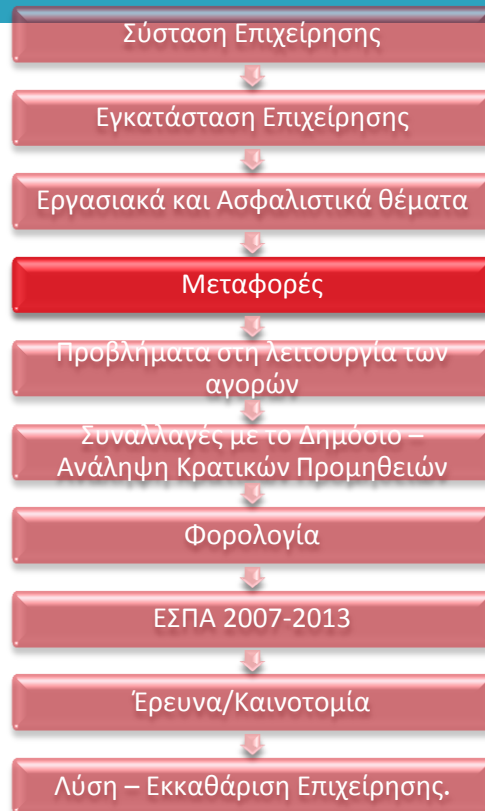 Σύσταση Επιχείρησης
Εγκατάσταση Επιχείρησης
Εργασιακά και Ασφαλιστικά θέματα
Μεταφορές
Προβλήματα στη λειτουργία των
αγορών
Συναλλαγές με το Δημόσιο –
Ανάληψη Κρατικών Προμηθειών
Φορολογία
ΕΣΠΑ 2007-2013
Έρευνα/Καινοτομία
Λύση – Εκκαθάριση Επιχείρησης.